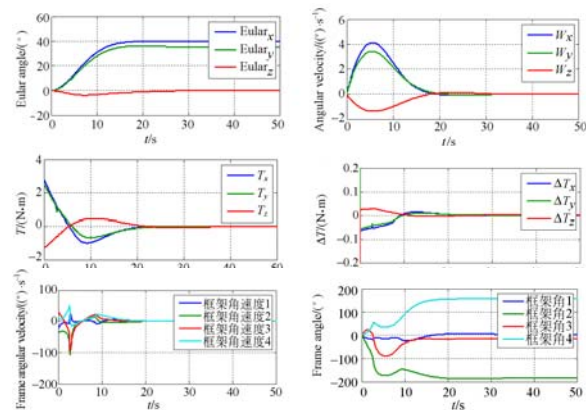 Eular angle/(°)
60
40
20
0
-20
0 10 20 30 40 50
t/s
Eular_x
Eular_y
Eular_z
Angular velocity/((°)·s⁻¹)
6
4
2
0
-2
0 10 20 30 40 50
t/s
W_x
W_y
W_z
T/(N•m)
4
2
0
-2
0 10 20 30 40 50
t/s
T_x
T_y
T_z
ΔT/(N•m)
0.2
0.1
0
-0.1
-0.2
0 10 20 30 40 50
t/s
ΔT_x
ΔT_y
ΔT_z
Frame angular velocity/((°)·s⁻¹)
100
50
0
-50
-100
0 10 20 30 40 50
t/s
框架角速度1
框架角速度2
框架角速度3
框架角速度4
Frame angle/(°)
200
100
0
-100
-200
0 10 20 30 40 50
t/s
框架角1
框架角2
框架角3
框架角4